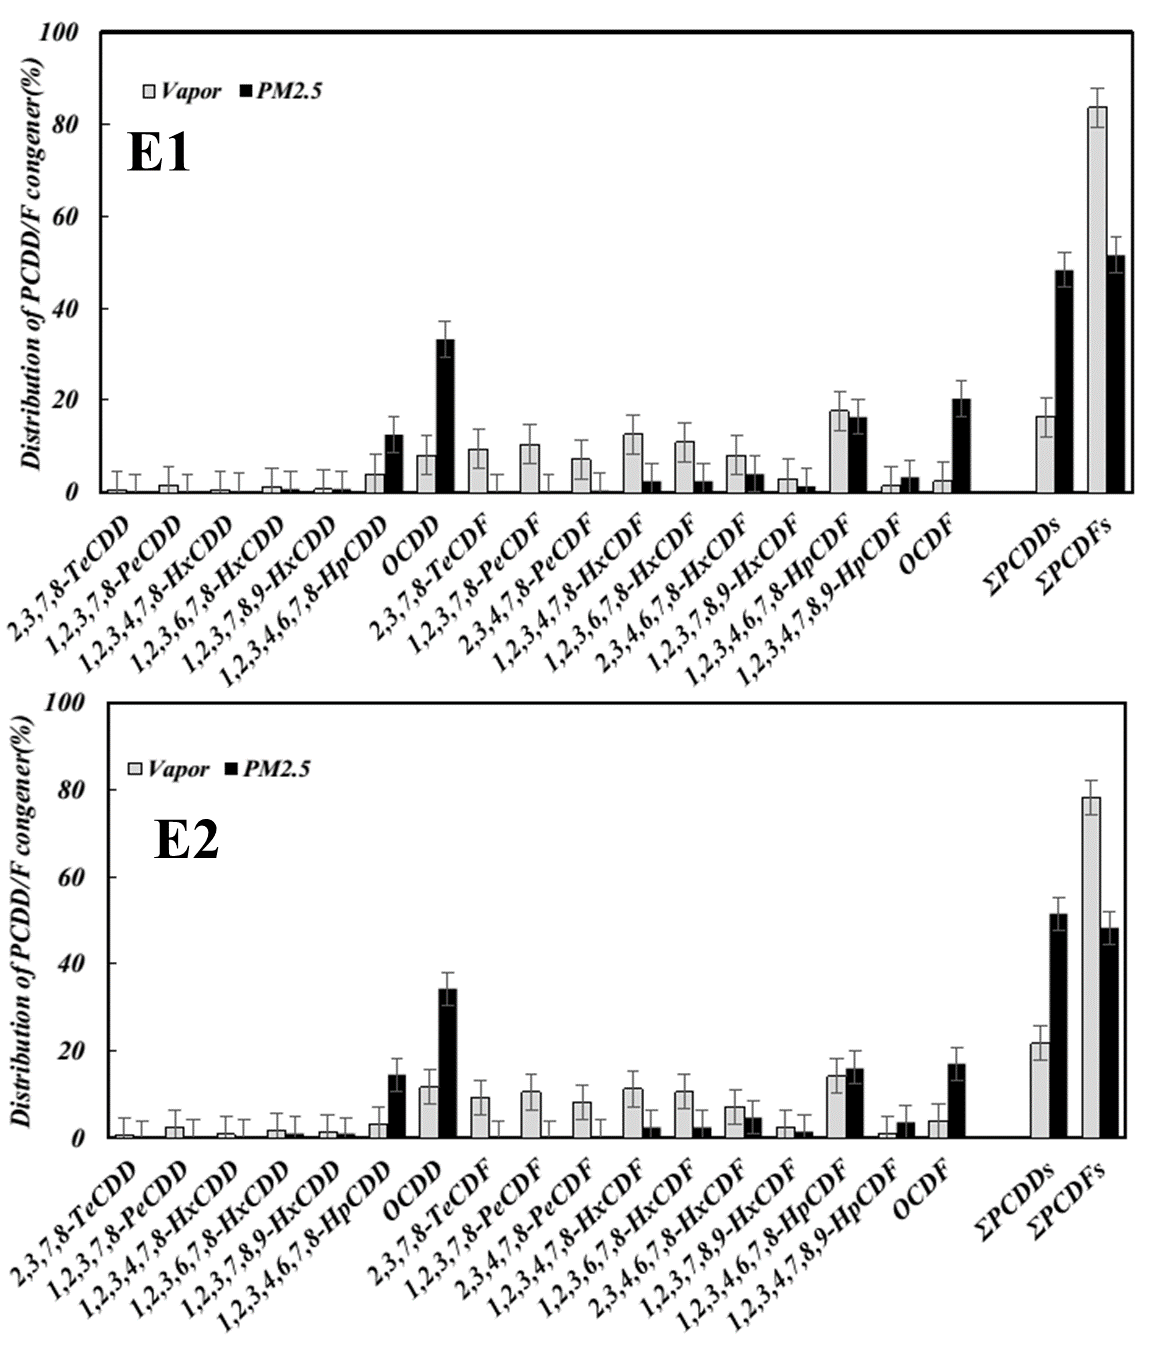 Distribution of PCDD/F congener(%)
100
80
60
40
20
0
Vapor PM2.5
E1
2,3,7,8-TeCDD
1,2,3,7,8-PeCDD
1,2,3,4,7,8-HxCDD
1,2,3,6,7,8-HxCDD
1,2,3,7,8,9-HxCDD
1,2,3,4,6,7,8-HpCDD
OCDD
2,3,7,8-TeCDF
1,2,3,7,8-PeCDF
2,3,4,7,8-PeCDF
1,2,3,4,7,8-HxCDF
1,2,3,6,7,8-HxCDF
2,3,4,6,7,8-HxCDF
1,2,3,7,8,9-HxCDF
1,2,3,4,6,7,8-HpCDF
1,2,3,4,7,8,9-HpCDF
OCDF
ΣPCDDs
ΣPCDFs
Distribution of PCDD/F congener(%)
100
80
60
40
20
0
Vapor PM2.5
E2
2,3,7,8-TeCDD
1,2,3,7,8-PeCDD
1,2,3,4,7,8-HxCDD
1,2,3,6,7,8-HxCDD
1,2,3,7,8,9-HxCDD
1,2,3,4,6,7,8-HpCDD
OCDD
2,3,7,8-TeCDF
1,2,3,7,8-PeCDF
2,3,4,7,8-PeCDF
1,2,3,4,7,8-HxCDF
1,2,3,6,7,8-HxCDF
2,3,4,6,7,8-HxCDF
1,2,3,7,8,9-HxCDF
1,2,3,4,6,7,8-HpCDF
1,2,3,4,7,8,9-HpCDF
OCDF
ΣPCDDs
ΣPCDFs